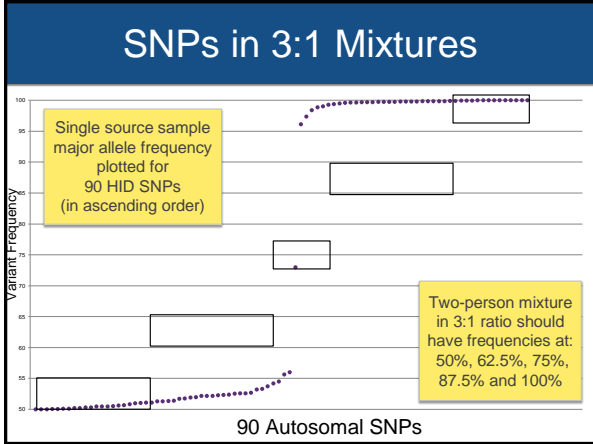 SNPs in 3:1 Mixtures
100
95
90
85
80
75
70
65
60
55
50
Variant Frequency
Single source sample
major allele frequency
plotted for
90 HID SNPs
(in ascending order)
Two-person mixture
in 3:1 ratio should
have frequencies at:
50%, 62.5%, 75%,
87.5% and 100%
90 Autosomal SNPs